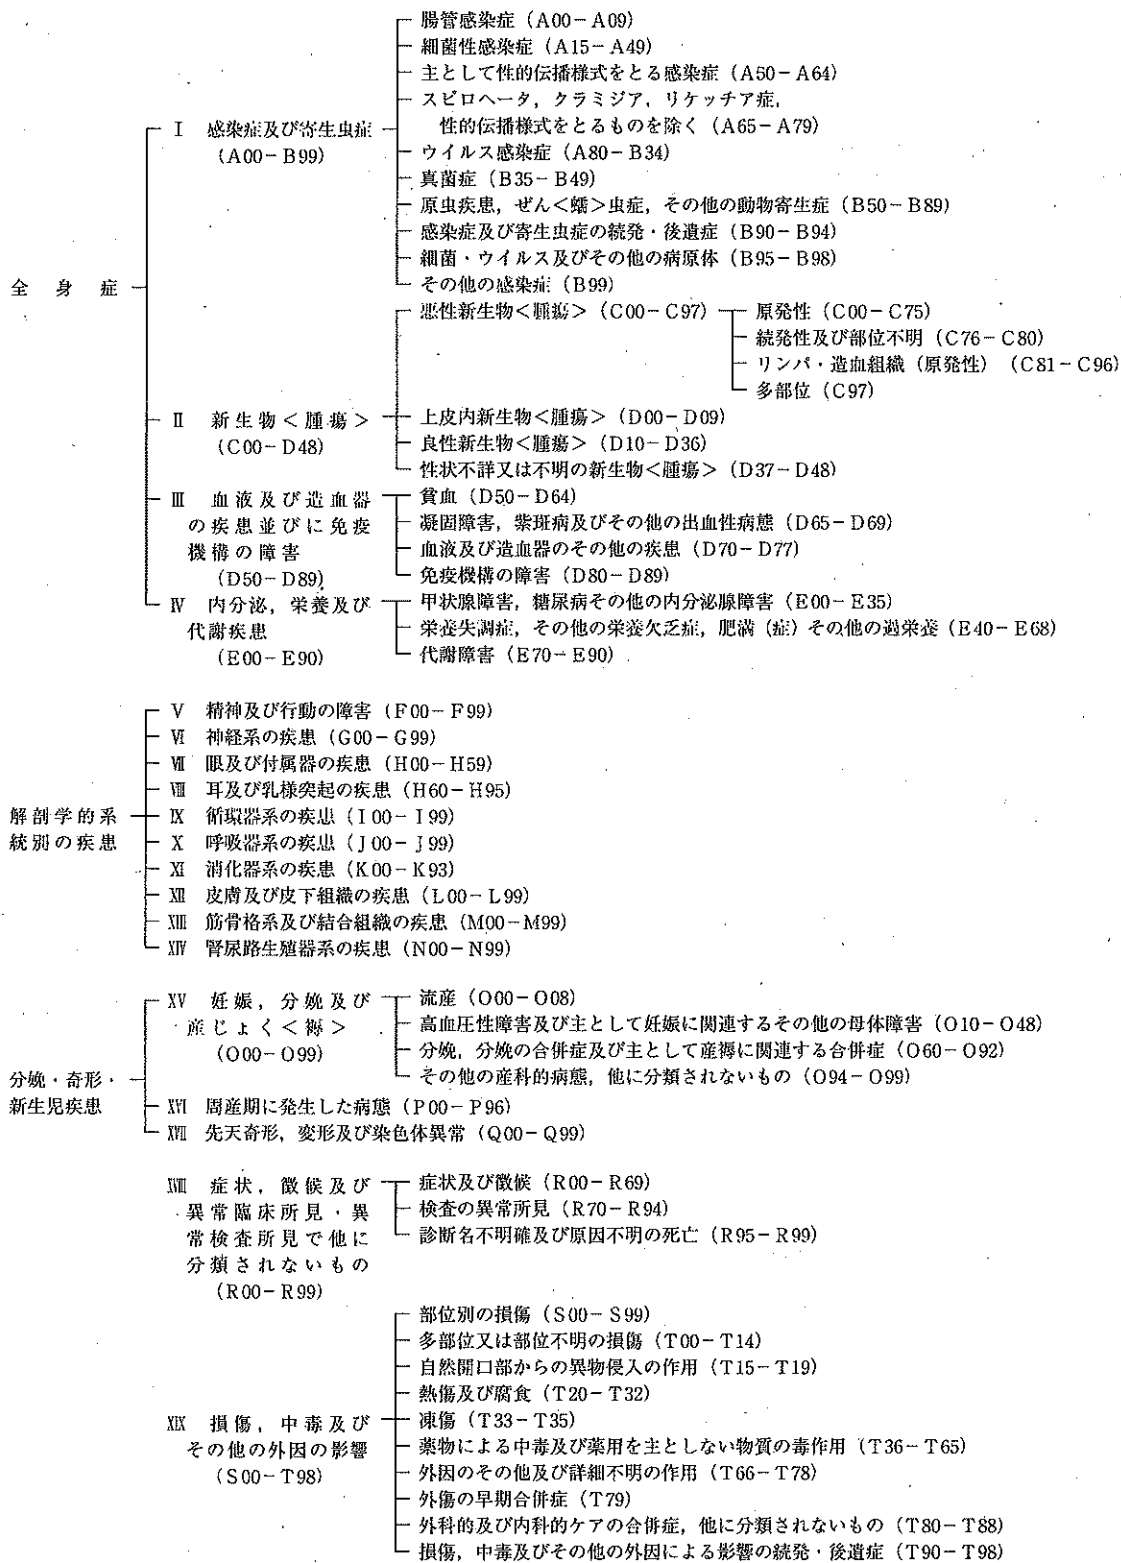 腸管感染症 (A00-A09)
細菌性感染症 (A15-A49)
主として性的伝播様式をとる感染症 (A50-A64)
スピロヘータ，クラミジア，リケッチア症，
Ⅰ 感染症及び寄生虫症
性的伝播様式をとるものを除く (A65-A79)
(A00-B99)
ウイルス感染症 (A80-B34)
真菌症 (B35-B49)
原虫疾患，ぜん<蠕>虫症，その他の動物寄生症 (B50-B89)
感染症及び寄生虫症の続発・後遺症 (B90-B94)
細菌・ウイルス及びその他の病原体 (B95-B98)
全身症
その他の感染症 (B99)
悪性新生物<腫瘍> (C00-C97)
原発性 (C00-C75)
続発性及び部位不明 (C76-C80)
リンパ・造血組織 (原発性) (C81-C96)
多部位 (C97)
Ⅱ 新生物<腫瘍>
(C00-D48)
上皮内新生物<腫瘍> (D00-D09)
良性新生物<腫瘍> (D10-D36)
性状不詳又は不明の新生物<腫瘍> (D37-D48)
Ⅲ 血液及び造血器
の疾患並びに免疫
機構の障害
(D50-D89)
貧血 (D50-D64)
凝固障害，紫斑病及びその他の出血性病態 (D65-D69)
血液及び造血器のその他の疾患 (D70-D77)
免疫機構の障害 (D80-D89)
Ⅳ 内分泌，栄養及び
代謝疾患
(E00-E90)
甲状腺障害，糖尿病その他の内分泌腺障害 (E00-E35)
栄養失調症，その他の栄養欠乏症，肥満 (症) その他の過栄養 (E40-E68)
代謝障害 (E70-E90)
解剖学的系
統別の疾患
Ⅴ 精神及び行動の障害 (F00-F99)
Ⅵ 神経系の疾患 (G00-G99)
Ⅶ 眼及び付属器の疾患 (H00-H59)
Ⅷ 耳及び乳様突起の疾患 (H60-H95)
Ⅸ 循環器系の疾患 (I00-I99)
Ⅹ 呼吸器系の疾患 (J00-J99)
Ⅺ 消化器系の疾患 (K00-K93)
Ⅻ 皮膚及び皮下組織の疾患 (L00-L99)
XIII 筋骨格系及び結合組織の疾患 (M00-M99)
XIV 腎尿路生殖器系の疾患 (N00-N99)
分娩・奇形・
新生児疾患
XV 妊娠，分娩及び
産じょく<褥>
(O00-O99)
流産 (O00-O08)
高血圧性障害及び主として妊娠に関連するその他の母体障害 (O10-O48)
分娩，分娩の合併症及び主として産褥に関連する合併症 (O60-O92)
その他の産科的病態，他に分類されないもの (O94-O99)
XVI 周産期に発生した病態 (P00-P96)
XVII 先天奇形，変形及び染色体異常 (Q00-Q99)
XVIII 症状，徴候及び
異常臨床所見・異
常検査所見で他に
分類されないもの
(R00-R99)
症状及び徴候 (R00-R69)
検査の異常所見 (R70-R94)
診断名不明確及び原因不明の死亡 (R95-R99)
XIX 損傷，中毒及び
その他の外因の影響
(S00-T98)
部位別の損傷 (S00-S99)
多部位又は部位不明の損傷 (T00-T14)
自然開口部からの異物侵入の作用 (T15-T19)
熱傷及び腐食 (T20-T32)
凍傷 (T33-T35)
薬物による中毒及び薬用を主としない物質の毒作用 (T36-T65)
外因のその他及び詳細不明の作用 (T66-T78)
外傷の早期合併症 (T79)
外科的及び内科的ケアの合併症，他に分類されないもの (T80-T88)
損傷，中毒及びその他の外因による影響の続発・後遺症 (T90-T98)